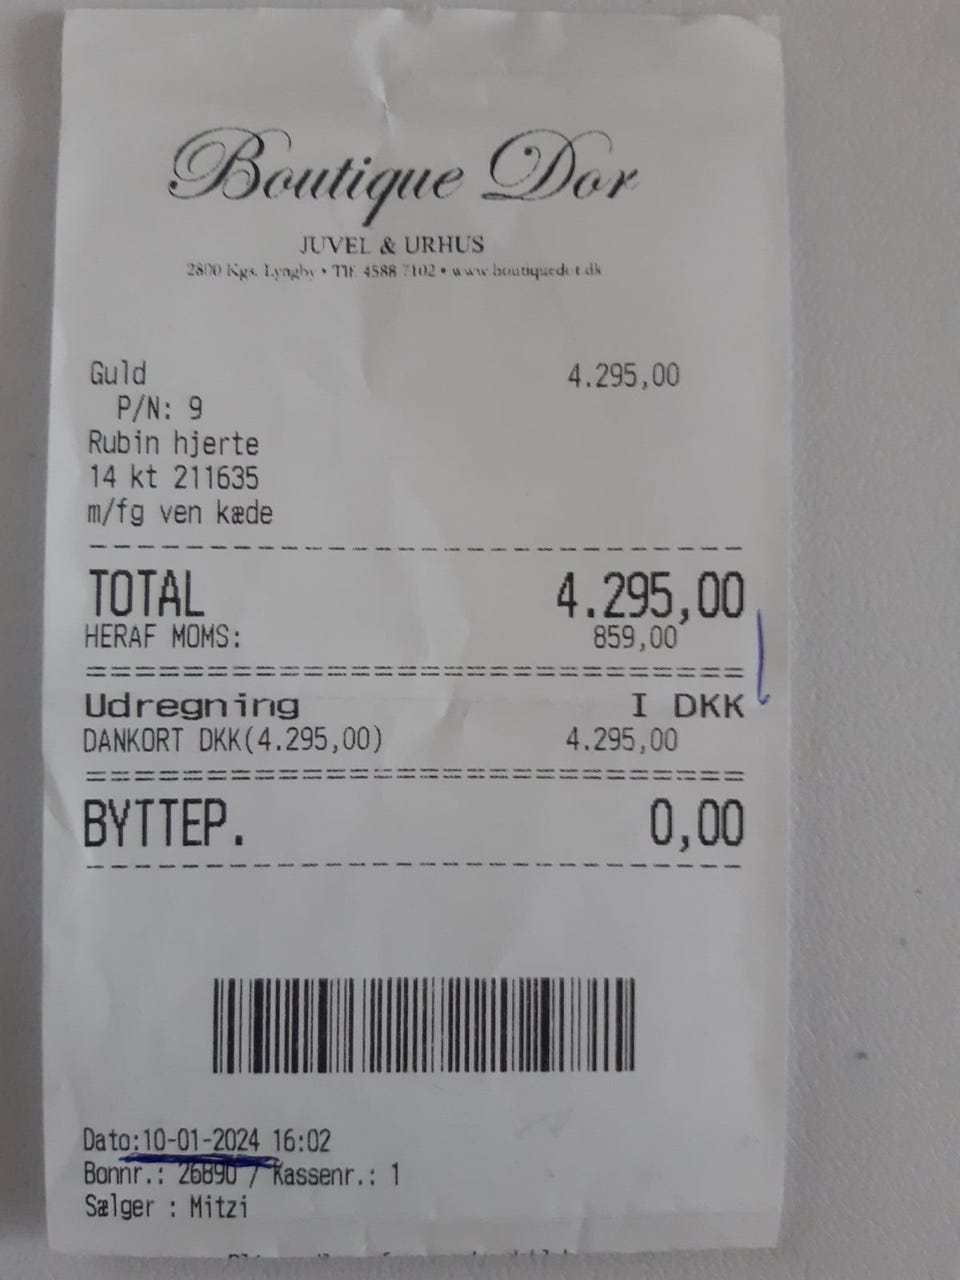 Boutique Dor
JUVEL & URHUS
2800 Kgs. Lyngby • Tlf. 4588 7102 • www.boutiquedor.dk
Guld 4.295,00
P/N: 9
Rubin hjerte
14 kt 211635
m/fg ven kæde
TOTAL 4.295,00
HERAF MOMS: 859,00
Udregning I DKK
DANKORT DKK(4.295,00) 4.295,00
BYTTEP. 0,00
Dato:10-01-2024 16:02
Bonnr.: 26890 / Kassenr.: 1
Sælger : Mitzi